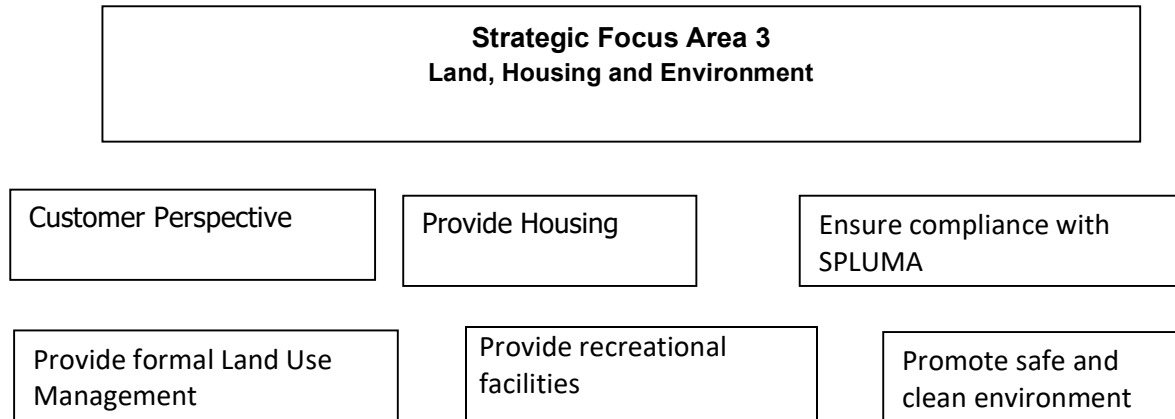 Strategic Focus Area 3
Land, Housing and Environment
Customer Perspective
Provide Housing
Ensure compliance with
SPLUMA
Provide formal Land Use
Management
Provide recreational
facilities
Promote safe and
clean environment